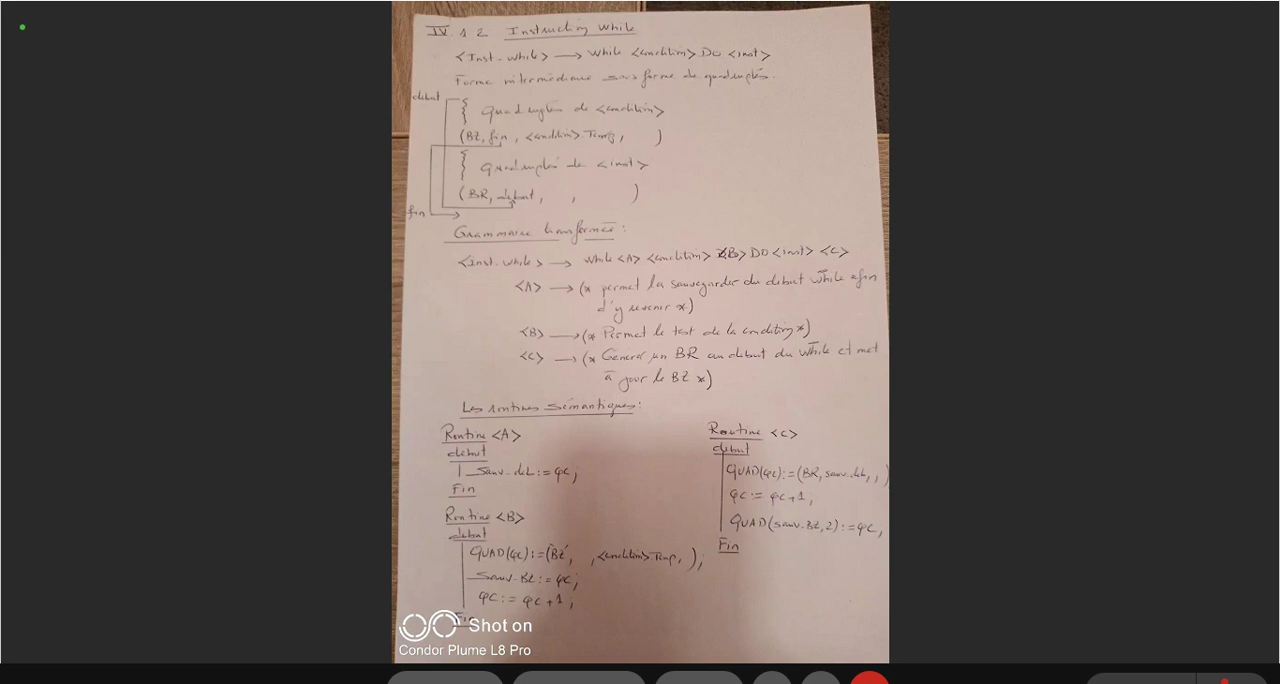 IV 1 2 Instruction While
<Inst-while> → While <condition> Do <inst>
Forme intermédiaire sous forme de quadruplés.
debut
{ quadruplés de <condition>
(BZ, fin, <condition>.Temp, )
{ quadruplés de <inst>
(BR, debut, , )
fin
Grammaire transformée :
<Inst-while> → While <A> <condition> <B> DO <inst> <C>
<A> → (* permet la sauvegarder du debut While afin
d'y revenir *)
<B> → (* Permet le test de la condition *)
<C> → (* Générer un BR au debut du While et met
à jour le BZ *)
Les routines sémantiques :
Routine <A>
debut
Sauv-deb := qc;
Fin
Routine <B>
debut
QUAD(qc) := ('BZ', , <condition>.Temp, );
Sauv-BZ := qc;
qc := qc+1;
Fin
Routine <C>
debut
QUAD(qc) := (BR, sauv-deb, , )
qc := qc+1,
QUAD(sauv-BZ, 2) := qc,
Fin
Shot on
Condor Plume L8 Pro